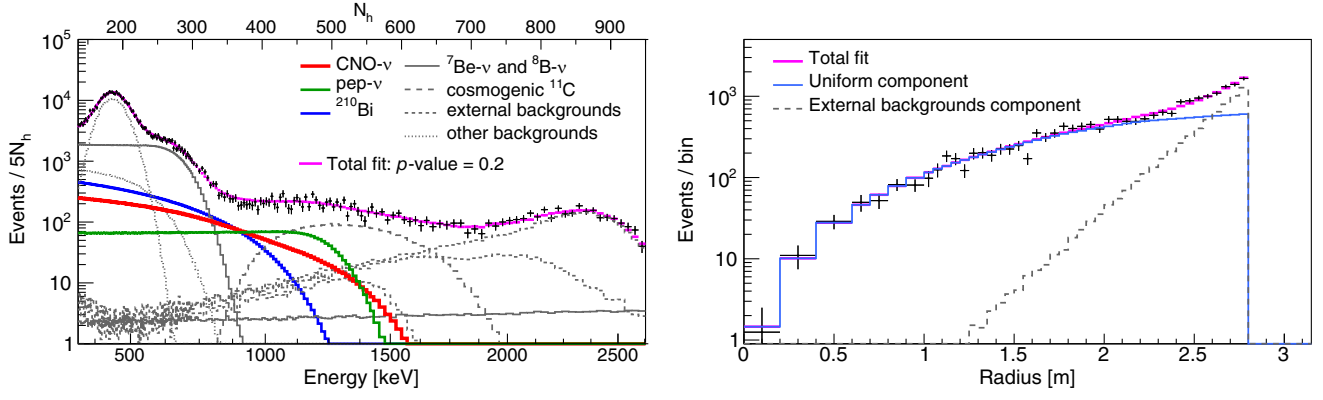 N_h
200 300 400 500 600 700 800 900
10^5
10^4
10^3
10^2
10
1
Events / 5N_h
CNO-ν
pep-ν
^210Bi
^7Be-ν and ^8B-ν
cosmogenic ^11C
external backgrounds
other backgrounds
Total fit: p-value = 0.2
500 1000 1500 2000 2500
Energy [keV]
Total fit
Uniform component
External backgrounds component
10^3
10^2
10
1
Events / bin
0 0.5 1 1.5 2 2.5 3
Radius [m]